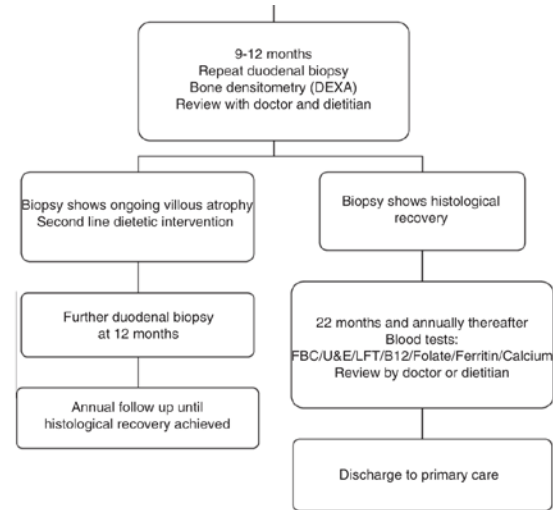 9-12 months
Repeat duodenal biopsy
Bone densitometry (DEXA)
Review with doctor and dietitian
Biopsy shows ongoing villous atrophy
Second line dietetic intervention
Biopsy shows histological
recovery
Further duodenal biopsy
at 12 months
22 months and annually thereafter
Blood tests:
FBC/U&E/LFT/B12/Folate/Ferritin/Calcium
Review by doctor or dietitian
Annual follow up until
histological recovery achieved
Discharge to primary care